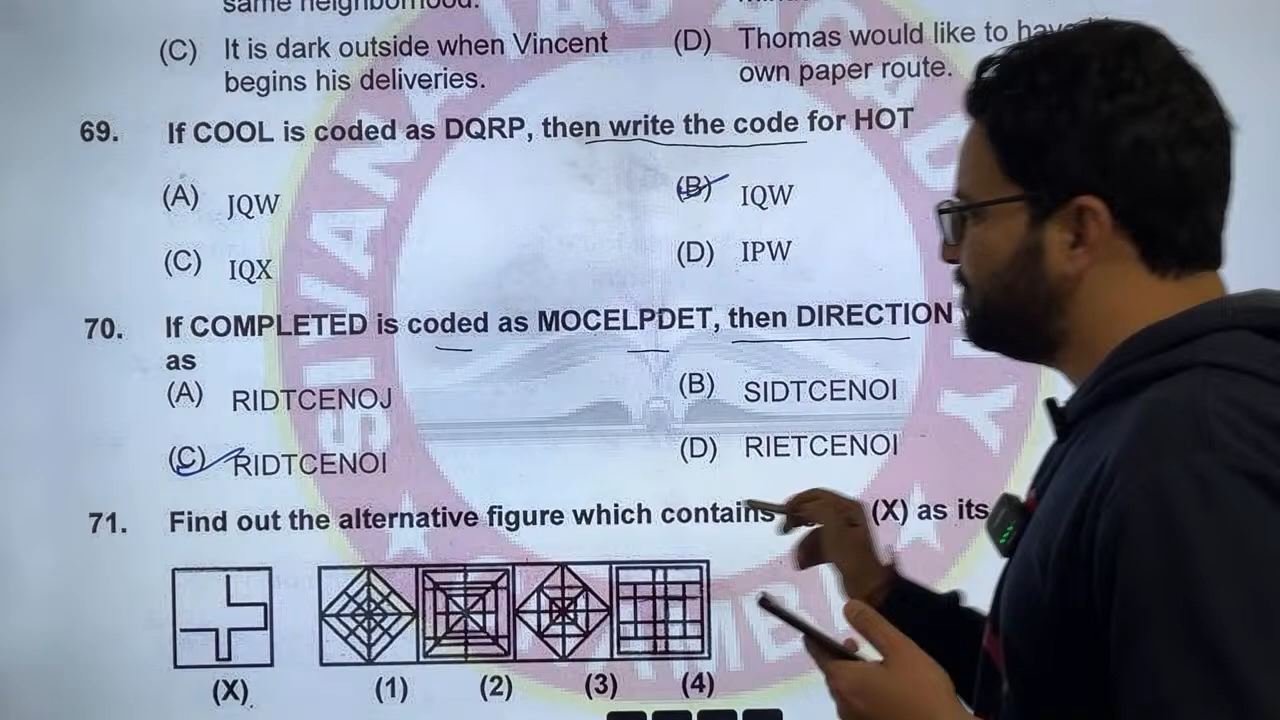 same neighborhood.
(C) It is dark outside when Vincent
begins his deliveries.
(D) Thomas would like to have
own paper route.
69. If COOL is coded as DQRP, then write the code for HOT
(A) JQW
(B) IQW
(C) IQX
(D) IPW
70. If COMPLETED is coded as MOCELPDET, then DIRECTION
as
(A) RIDTCENOJ
(B) SIDTCENOI
(C) RIDTCENOI
(D) RIETCENOI
71. Find out the alternative figure which contains (X) as its
(X).
(1)
(2)
(3)
(4)